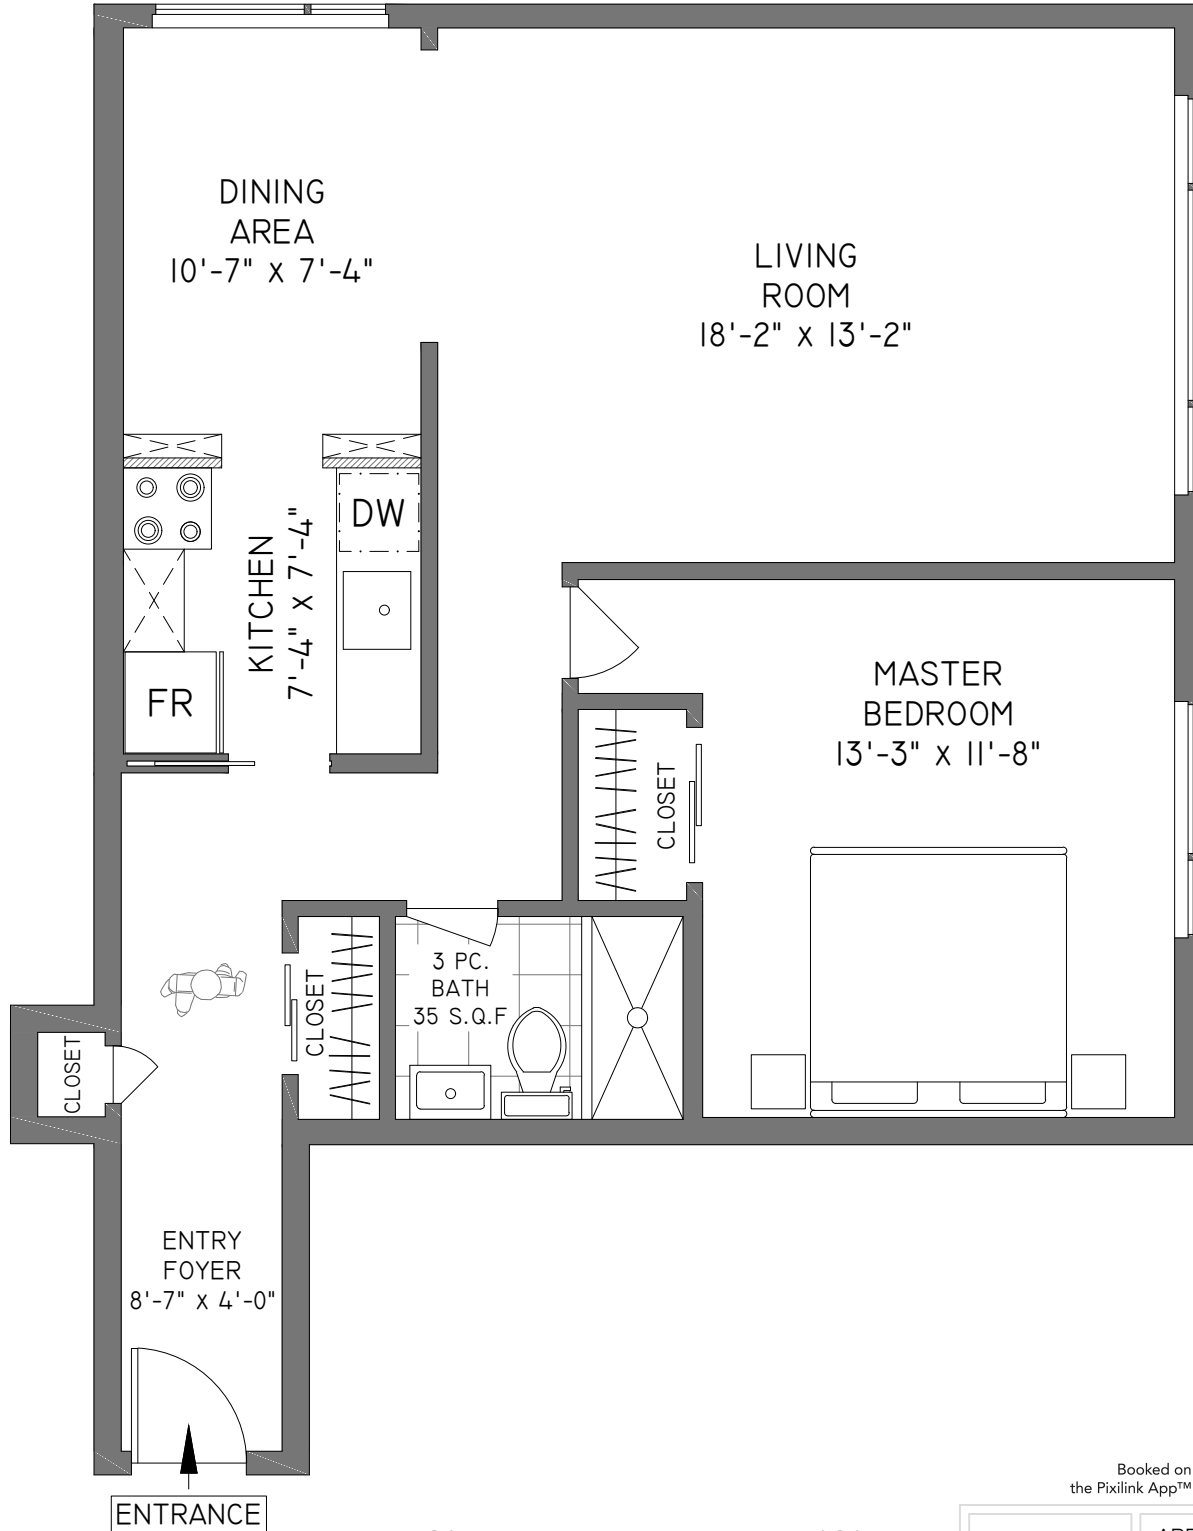 DINING
AREA
10'-7" X 7'-4"
LIVING
ROOM
18'-2" X 13'-2"
DW
KITCHEN
7'-4" X 7'-4"
FR
MASTER
BEDROOM
13'-3" X 11'-8"
CLOSET
3 PC.
BATH
35 S.Q.F
CLOSET
CLOSET
ENTRY
FOYER
8'-7" X 4'-0"
ENTRANCE
Booked on
the Pixilink App™